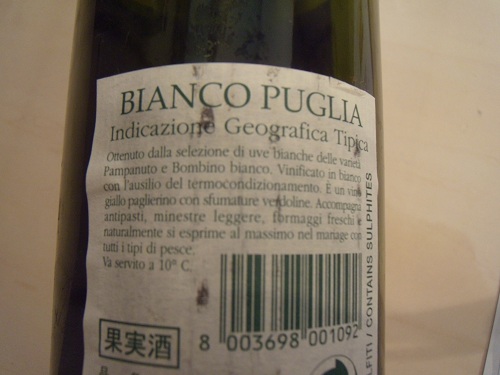 BIANCO PUGLIA
Indicazione Geografica Tipica
Ottenuto dalla selezione di uve bianche delle varietà
Pampanuto e Bombino bianco. Vinificato in bianco
con l'ausilio del termocondizionamento. È un vino
giallo paglierino con sfumature verdoline. Accompagna
antipasti, minestre leggere, formaggi freschi e
naturalmente si esprime al massimo nel mariage con
tutti i tipi di pesce.
Va servito a 10° C.
8 003698 001092
果実酒
CONTAINS SULPHITES